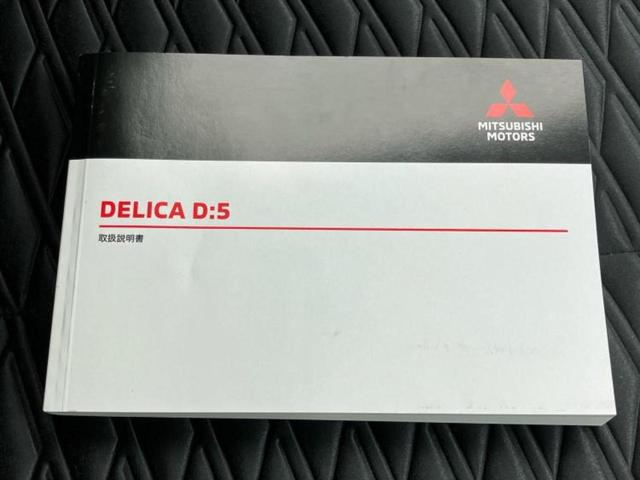 MITSUBISHI
MOTORS
DELICA D:5
取扱説明書